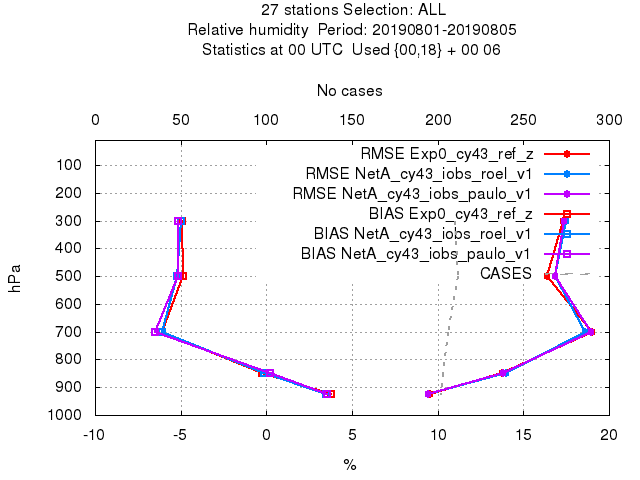 27 stations Selection: ALL
Relative humidity  Period: 20190801-20190805
Statistics at 00 UTC  Used {00,18} + 00 06
No cases
0 50 100 150 200 250 300
RMSE Exp0_cy43_ref_z
RMSE NetA_cy43_iobs_roel_v1
RMSE NetA_cy43_iobs_paulo_v1
BIAS Exp0_cy43_ref_z
BIAS NetA_cy43_iobs_roel_v1
BIAS NetA_cy43_iobs_paulo_v1
CASES
hPa
100
200
300
400
500
600
700
800
900
1000
-10 -5 0 5 10 15 20
%